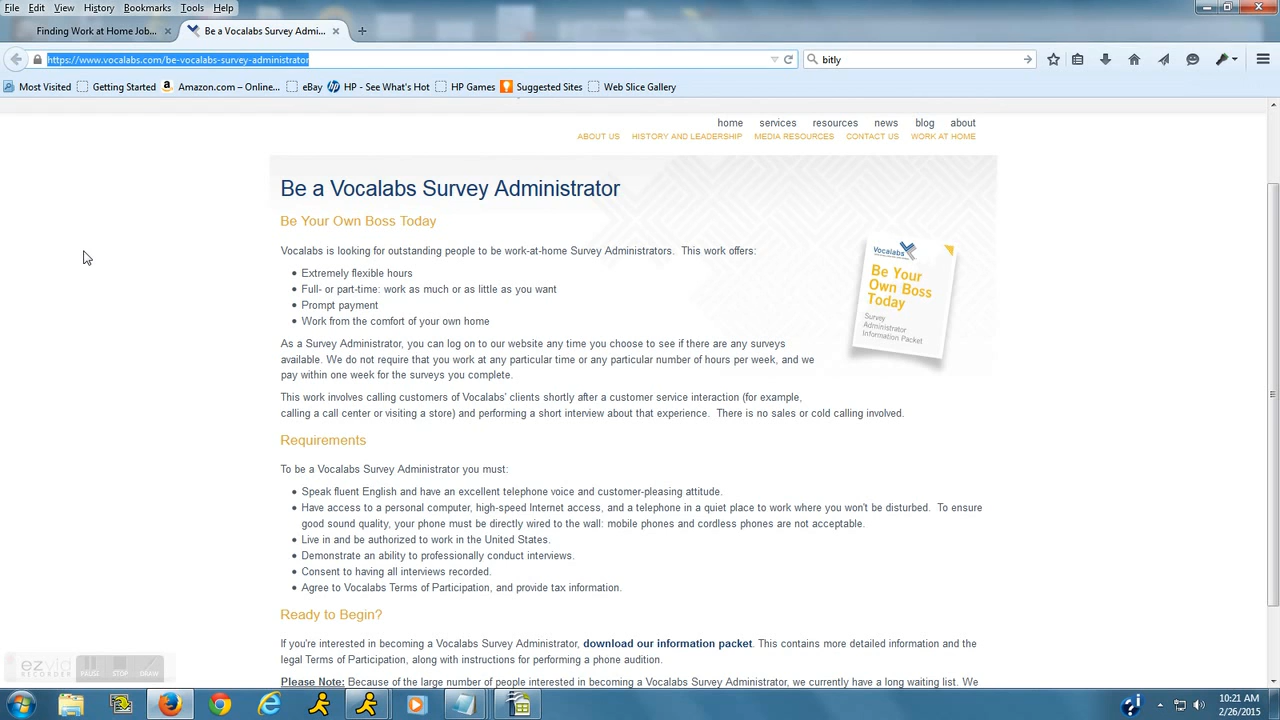 File Edit View History Bookmarks Tools Help
Finding Work at Home Job... × Be a Vocalabs Survey Admi... × +
https://www.vocalabs.com/be-vocalabs-survey-administrator bitly
Most Visited Getting Started Amazon.com – Online... eBay HP - See What's Hot HP Games Suggested Sites Web Slice Gallery
home services resources news blog about
ABOUT US HISTORY AND LEADERSHIP MEDIA RESOURCES CONTACT US WORK AT HOME
Be a Vocalabs Survey Administrator
Be Your Own Boss Today
Vocalabs is looking for outstanding people to be work-at-home Survey Administrators. This work offers:
• Extremely flexible hours
• Full- or part-time: work as much or as little as you want
• Prompt payment
• Work from the comfort of your own home
Vocalabs
Be Your
Own Boss
Today
Survey
Administrator
Information Packet
As a Survey Administrator, you can log on to our website any time you choose to see if there are any surveys
available. We do not require that you work at any particular time or any particular number of hours per week, and we
pay within one week for the surveys you complete.
This work involves calling customers of Vocalabs' clients shortly after a customer service interaction (for example,
calling a call center or visiting a store) and performing a short interview about that experience. There is no sales or cold calling involved.
Requirements
To be a Vocalabs Survey Administrator you must:
• Speak fluent English and have an excellent telephone voice and customer-pleasing attitude.
• Have access to a personal computer, high-speed Internet access, and a telephone in a quiet place to work where you won't be disturbed. To ensure
good sound quality, your phone must be directly wired to the wall: mobile phones and cordless phones are not acceptable.
• Live in and be authorized to work in the United States.
• Demonstrate an ability to professionally conduct interviews.
• Consent to having all interviews recorded.
• Agree to Vocalabs Terms of Participation, and provide tax information.
Ready to Begin?
If you're interested in becoming a Vocalabs Survey Administrator, download our information packet. This contains more detailed information and the
legal Terms of Participation, along with instructions for performing a phone audition.
Please Note: Because of the large number of people interested in becoming a Vocalabs Survey Administrator, we currently have a long waiting list. We
ezvid
RECORDER PAUSE STOP DRAW
10:21 AM
2/26/2015